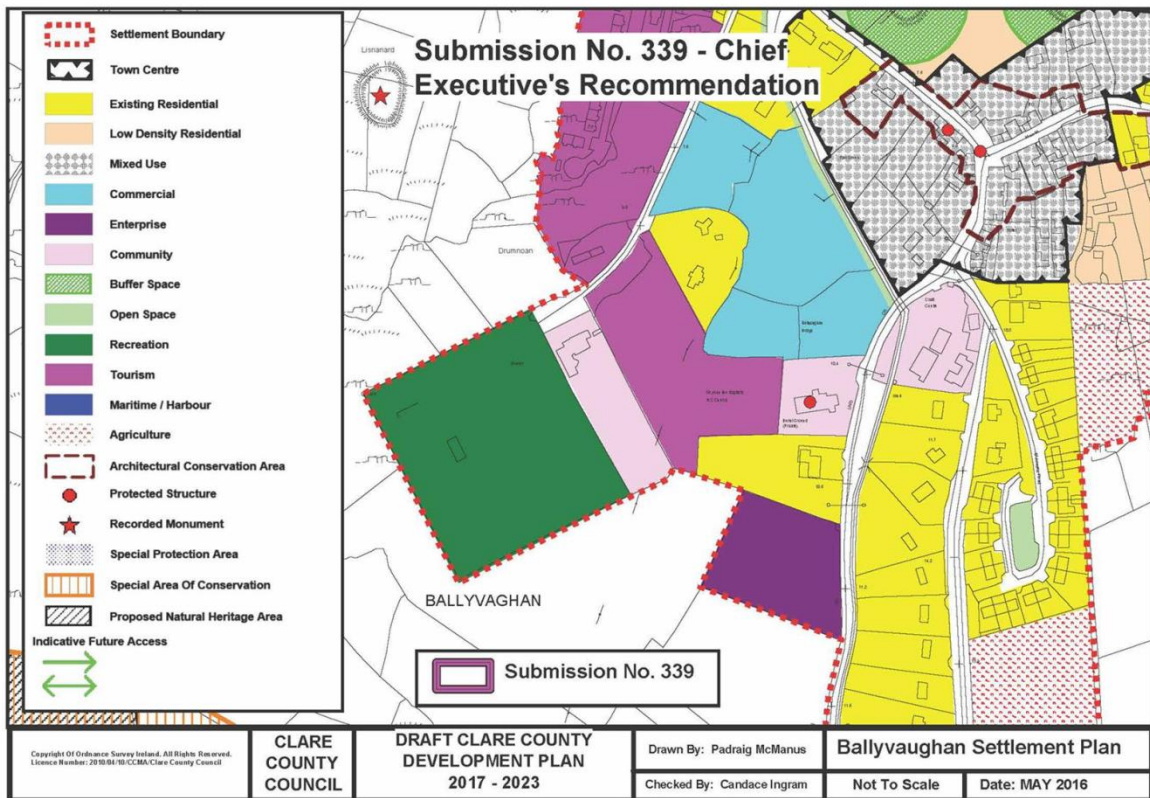 Settlement Boundary
Town Centre
Existing Residential
Low Density Residential
Mixed Use
Commercial
Enterprise
Community
Buffer Space
Open Space
Recreation
Tourism
Maritime / Harbour
Agriculture
Architectural Conservation Area
Protected Structure
Recorded Monument
Special Protection Area
Special Area Of Conservation
Proposed Natural Heritage Area
Indicative Future Access
Submission No. 339 - Chief
Executive's Recommendation
Lisnanard
Drumnoan
BALLYVAGHAN
Submission No. 339
Copyright Of Ordnance Survey Ireland. All Rights Reserved.
Licence Number: 2010/04/10/CCMA/Clare County Council
CLARE
COUNTY
COUNCIL
DRAFT CLARE COUNTY
DEVELOPMENT PLAN
2017 - 2023
Drawn By: Padraig McManus
Checked By: Candace Ingram
Ballyvaughan Settlement Plan
Not To Scale
Date: MAY 2016